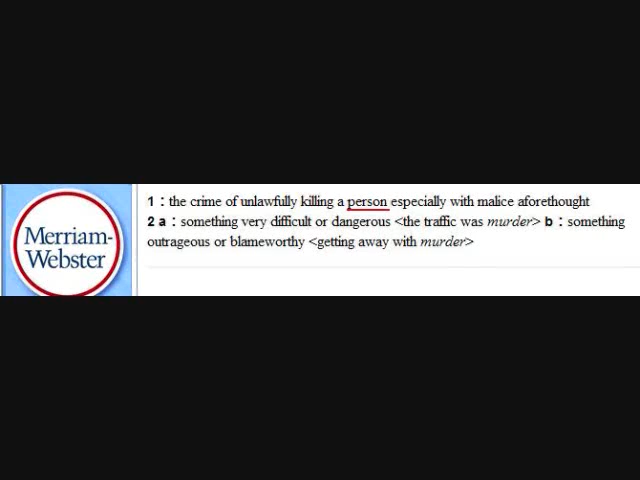 Merriam-
Webster
1 : the crime of unlawfully killing a person especially with malice aforethought
2 a : something very difficult or dangerous <the traffic was murder> b : something
outrageous or blameworthy <getting away with murder>